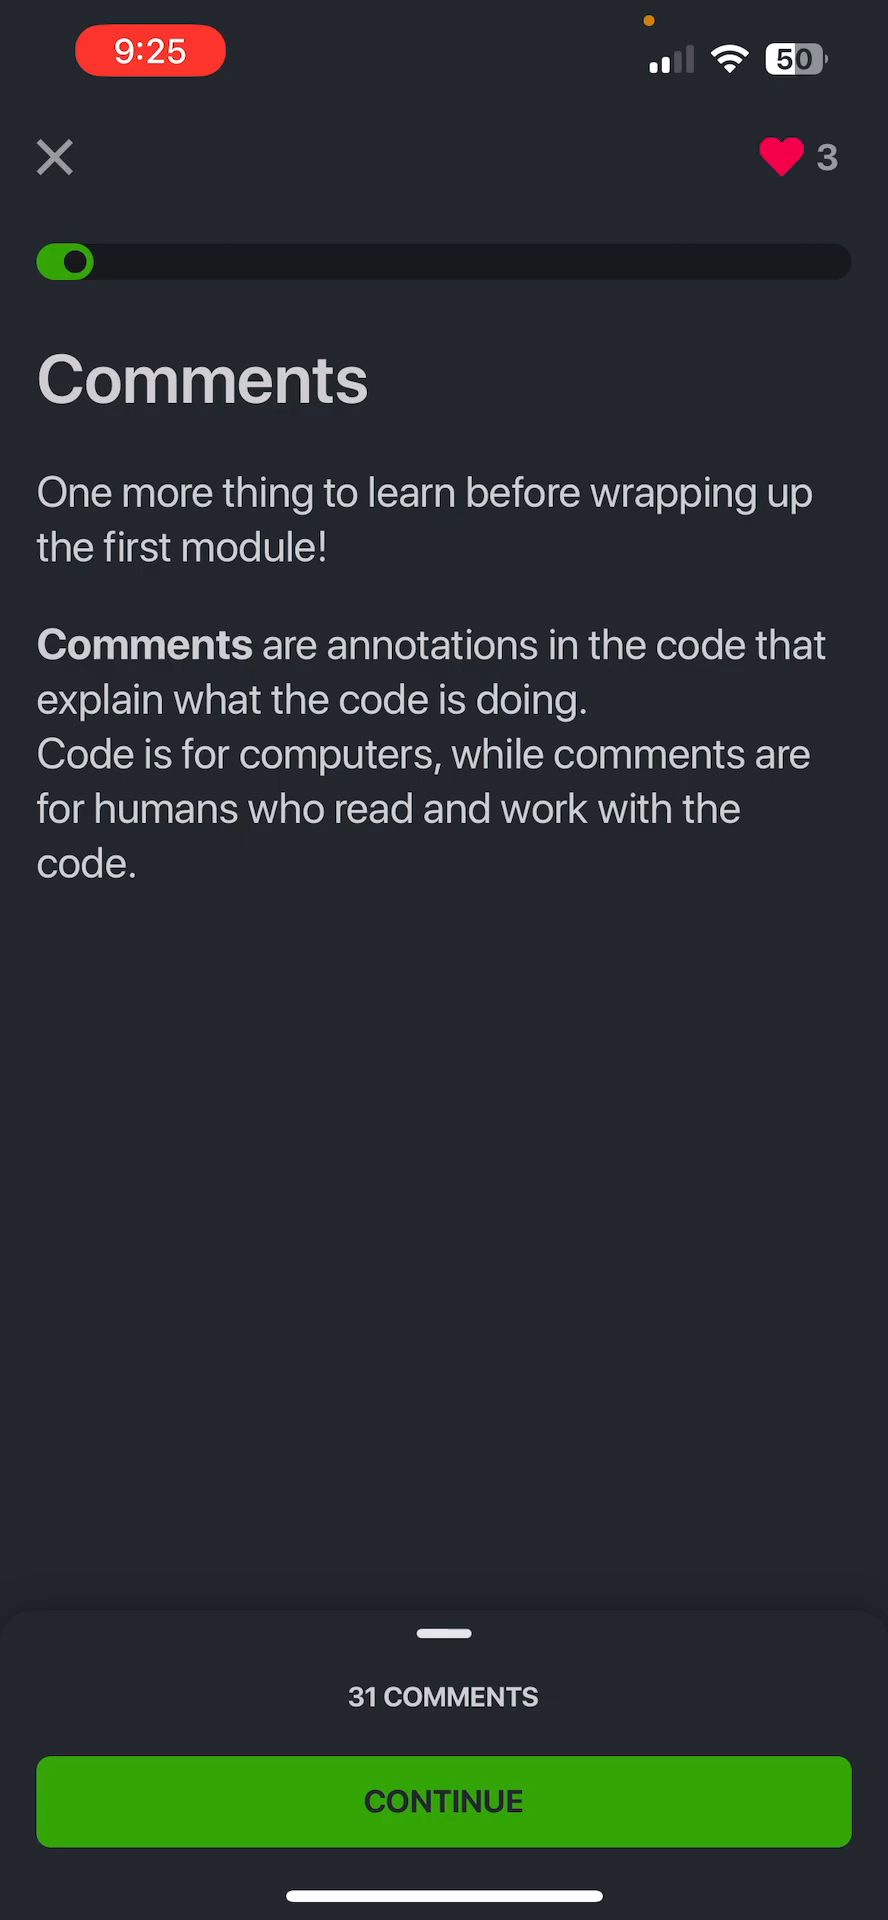 9:25
50
3
Comments
One more thing to learn before wrapping up
the first module!
Comments are annotations in the code that
explain what the code is doing.
Code is for computers, while comments are
for humans who read and work with the
code.
31 COMMENTS
CONTINUE